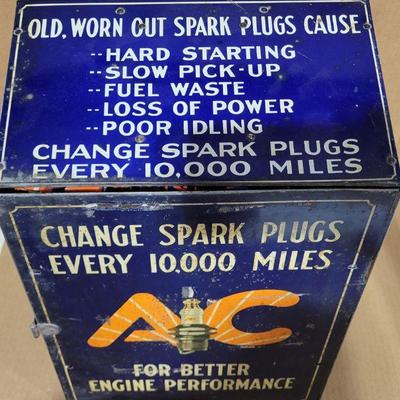 OLD, WORN OUT SPARK PLUGS CAUSE
--HARD STARTING
--SLOW PICK-UP
--FUEL WASTE
--LOSS OF POWER
--POOR IDLING
CHANGE SPARK PLUGS
EVERY 10,000 MILES
CHANGE SPARK PLUGS
EVERY 10,000 MILES
AC
FOR BETTER
ENGINE PERFORMANCE